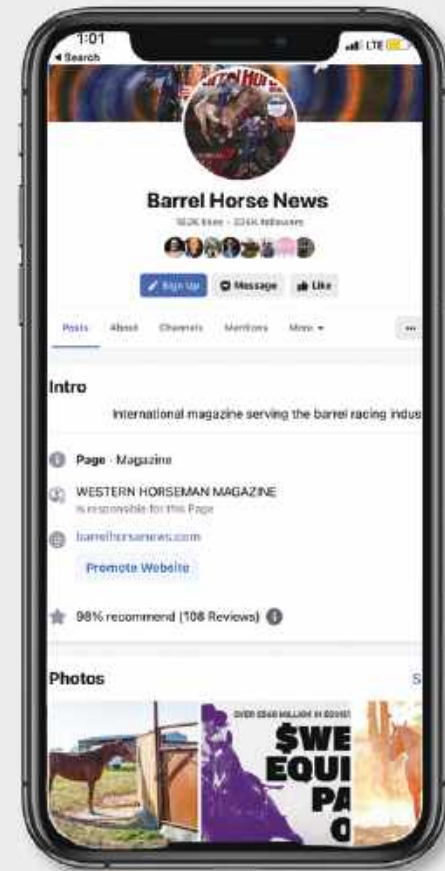 1:01
LTE
◄ Search
Barrel Horse News
Sign Up
Message
Like
Posts
About
Channels
Mentions
More
Intro
International magazine serving the barrel racing indus
Page · Magazine
WESTERN HORSEMAN MAGAZINE
is responsible for this Page
barrelhorsenews.com
Promote Website
98% recommend (108 Reviews)
Photos
S
$WE
EQUI
PA
O